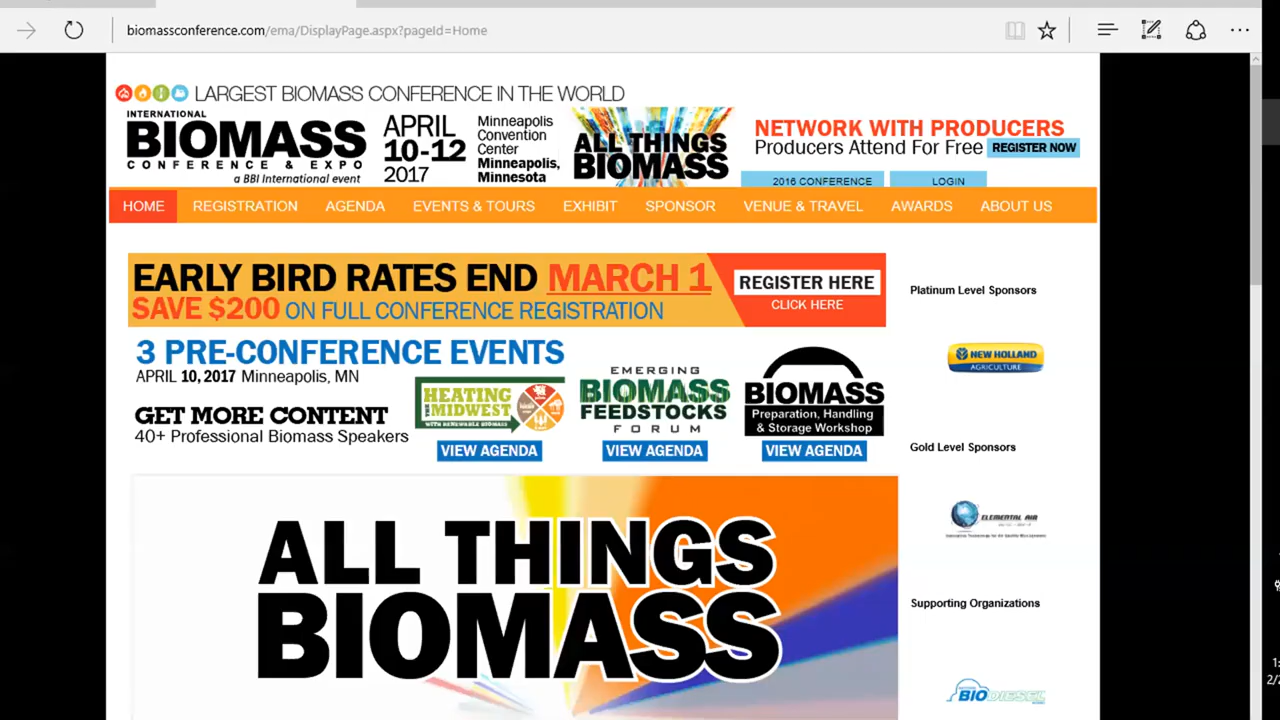 biomassconference.com/ema/DisplayPage.aspx?pageId=Home
LARGEST BIOMASS CONFERENCE IN THE WORLD
INTERNATIONAL
BIOMASS
CONFERENCE & EXPO
a BBI International event
APRIL
10-12
2017
Minneapolis
Convention
Center
Minneapolis,
Minnesota
ALL THINGS
BIOMASS
NETWORK WITH PRODUCERS
Producers Attend For Free REGISTER NOW
2016 CONFERENCE LOGIN
HOME REGISTRATION AGENDA EVENTS & TOURS EXHIBIT SPONSOR VENUE & TRAVEL AWARDS ABOUT US
EARLY BIRD RATES END MARCH 1
SAVE $200 ON FULL CONFERENCE REGISTRATION
REGISTER HERE
CLICK HERE
Platinum Level Sponsors
NEW HOLLAND
AGRICULTURE
3 PRE-CONFERENCE EVENTS
APRIL 10, 2017 Minneapolis, MN
GET MORE CONTENT
40+ Professional Biomass Speakers
HEATING
THE MIDWEST
WITH RENEWABLE BIOMASS
VIEW AGENDA
EMERGING
BIOMASS
FEEDSTOCKS
FORUM
VIEW AGENDA
BIOMASS
Preparation, Handling
& Storage Workshop
VIEW AGENDA
Gold Level Sponsors
ELEMENTAL AIR
Supporting Organizations
BIODIESEL
ALL THINGS
BIOMASS